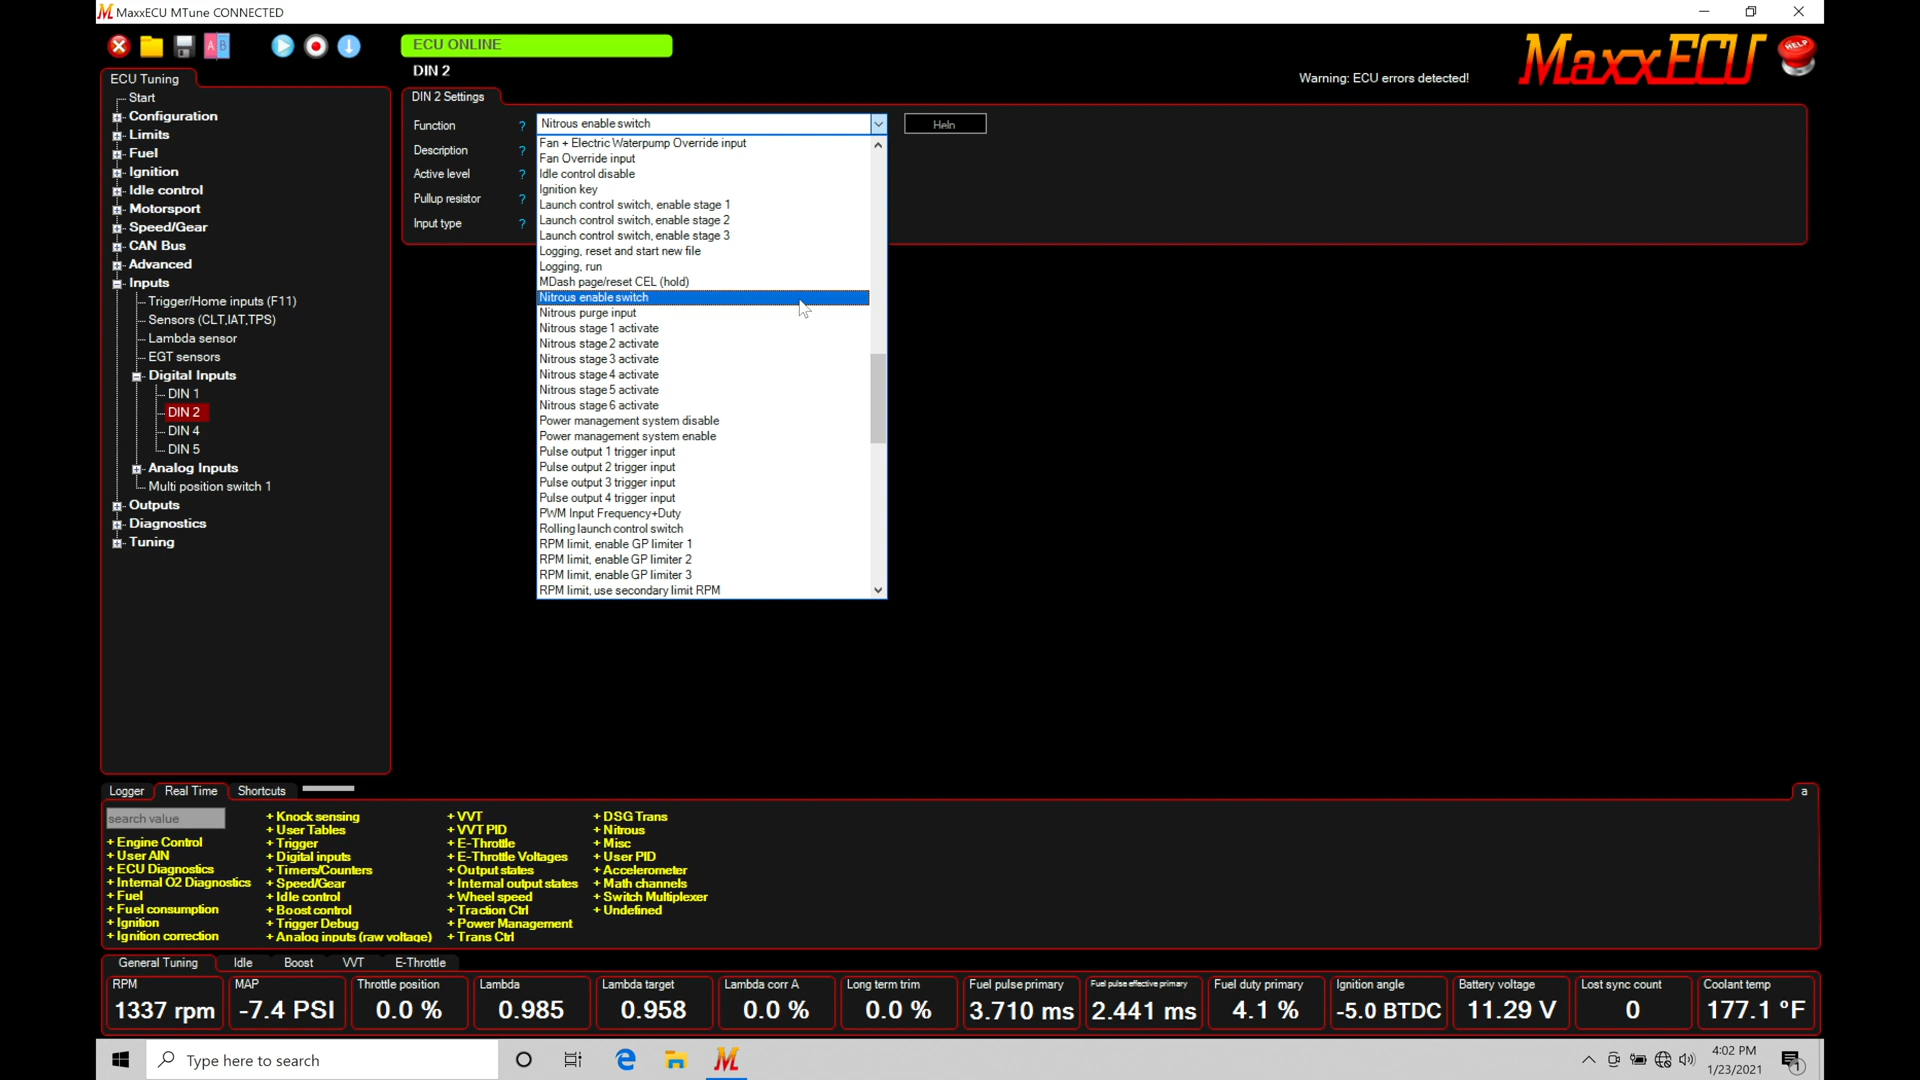 MaxxECU MTune CONNECTED
ECU ONLINE
DIN 2
Warning: ECU errors detected!
MaxxECU
HELP
ECU Tuning
Start
Configuration
Limits
Fuel
Ignition
Idle control
Motorsport
Speed/Gear
CAN Bus
Advanced
Inputs
Trigger/Home inputs (F11)
Sensors (CLT,IAT,TPS)
Lambda sensor
EGT sensors
Digital Inputs
DIN 1
DIN 2
DIN 4
DIN 5
Analog Inputs
Multi position switch 1
Outputs
Diagnostics
Tuning
DIN 2 Settings
Function ? Nitrous enable switch Help
Description ?
Active level ?
Pullup resistor ?
Input type ?
Fan + Electric Waterpump Override input
Fan Override input
Idle control disable
Ignition key
Launch control switch, enable stage 1
Launch control switch, enable stage 2
Launch control switch, enable stage 3
Logging, reset and start new file
Logging, run
MDash page/reset CEL (hold)
Nitrous enable switch
Nitrous purge input
Nitrous stage 1 activate
Nitrous stage 2 activate
Nitrous stage 3 activate
Nitrous stage 4 activate
Nitrous stage 5 activate
Nitrous stage 6 activate
Power management system disable
Power management system enable
Pulse output 1 trigger input
Pulse output 2 trigger input
Pulse output 3 trigger input
Pulse output 4 trigger input
PWM Input Frequency+Duty
Rolling launch control switch
RPM limit, enable GP limiter 1
RPM limit, enable GP limiter 2
RPM limit, enable GP limiter 3
RPM limit, use secondary limit RPM
Logger Real Time Shortcuts a
search value
+ Engine Control
+ User AIN
+ ECU Diagnostics
+ Internal O2 Diagnostics
+ Fuel
+ Fuel consumption
+ Ignition
+ Ignition correction
+ Knock sensing
+ User Tables
+ Trigger
+ Digital inputs
+ Timers/Counters
+ Speed/Gear
+ Idle control
+ Boost control
+ Trigger Debug
+ Analog inputs (raw voltage)
+ VVT
+ VVT PID
+ E-Throttle
+ E-Throttle Voltages
+ Output states
+ Internal output states
+ Wheel speed
+ Traction Ctrl
+ Power Management
+ Trans Ctrl
+ DSG Trans
+ Nitrous
+ Misc
+ User PID
+ Accelerometer
+ Math channels
+ Switch Multiplexer
+ Undefined
General Tuning Idle Boost VVT E-Throttle
RPM MAP Throttle position Lambda Lambda target Lambda corr A Long term trim Fuel pulse primary Fuel pulse effective primary Fuel duty primary Ignition angle Battery voltage Lost sync count Coolant temp
1337 rpm -7.4 PSI 0.0 % 0.985 0.958 0.0 % 0.0 % 3.710 ms 2.441 ms 4.1 % -5.0 BTDC 11.29 V 0 177.1 °F
Type here to search
4:02 PM
1/23/2021
1